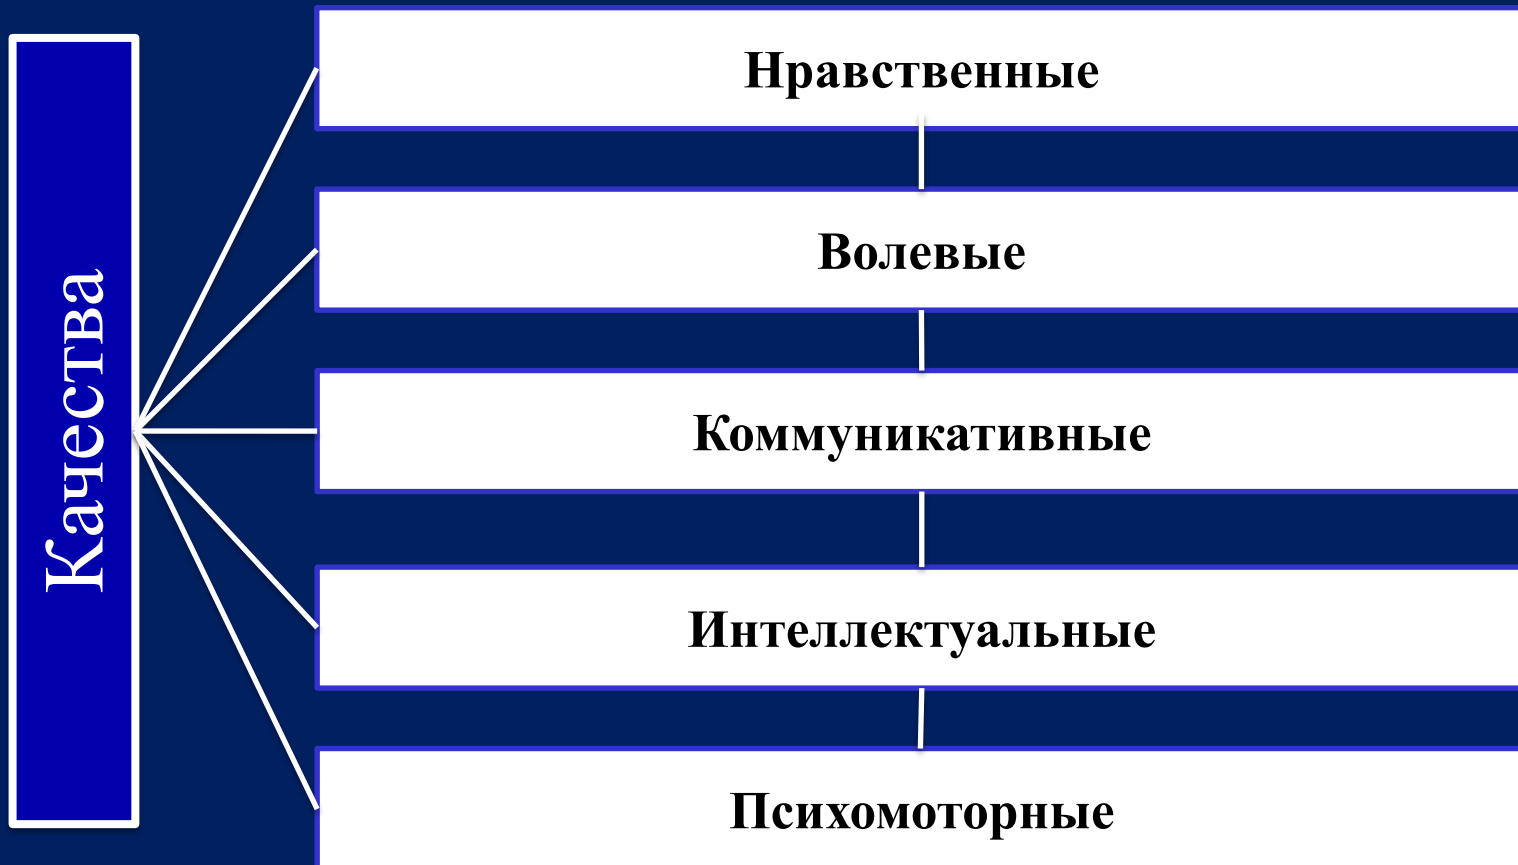 Качества
Нравственные
Волевые
Коммуникативные
Интеллектуальные
Психомоторные